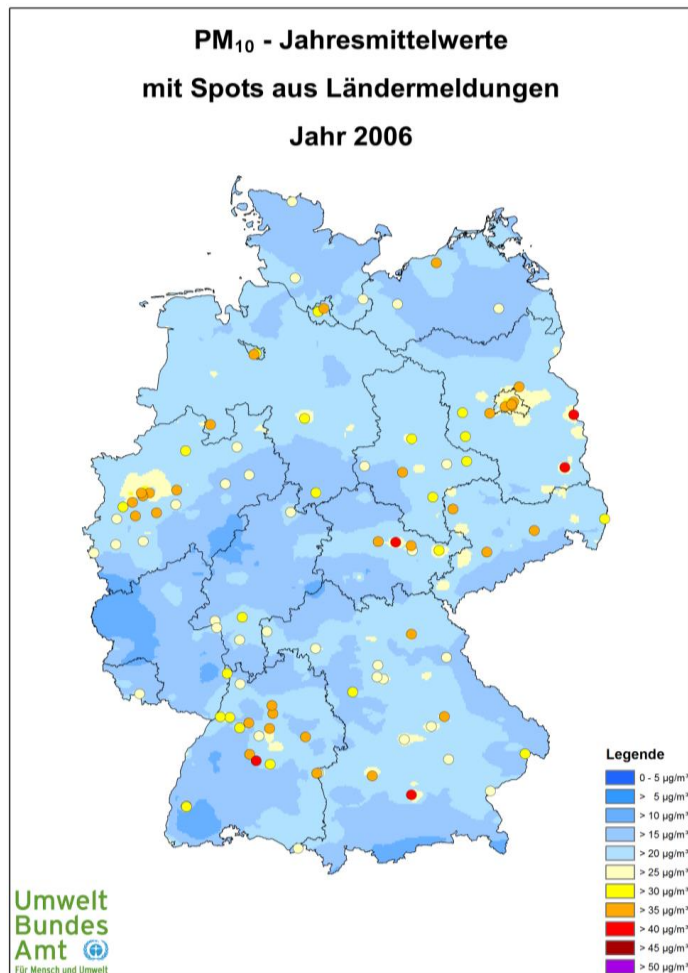 PM₁₀ - Jahresmittelwerte
mit Spots aus Ländermeldungen
Jahr 2006
Legende
0 - 5 µg/m³
> 5 µg/m³
> 10 µg/m³
> 15 µg/m³
> 20 µg/m³
> 25 µg/m³
> 30 µg/m³
> 35 µg/m³
> 40 µg/m³
> 45 µg/m³
> 50 µg/m³
Umwelt
Bundes
Amt
Für Mensch und Umwelt